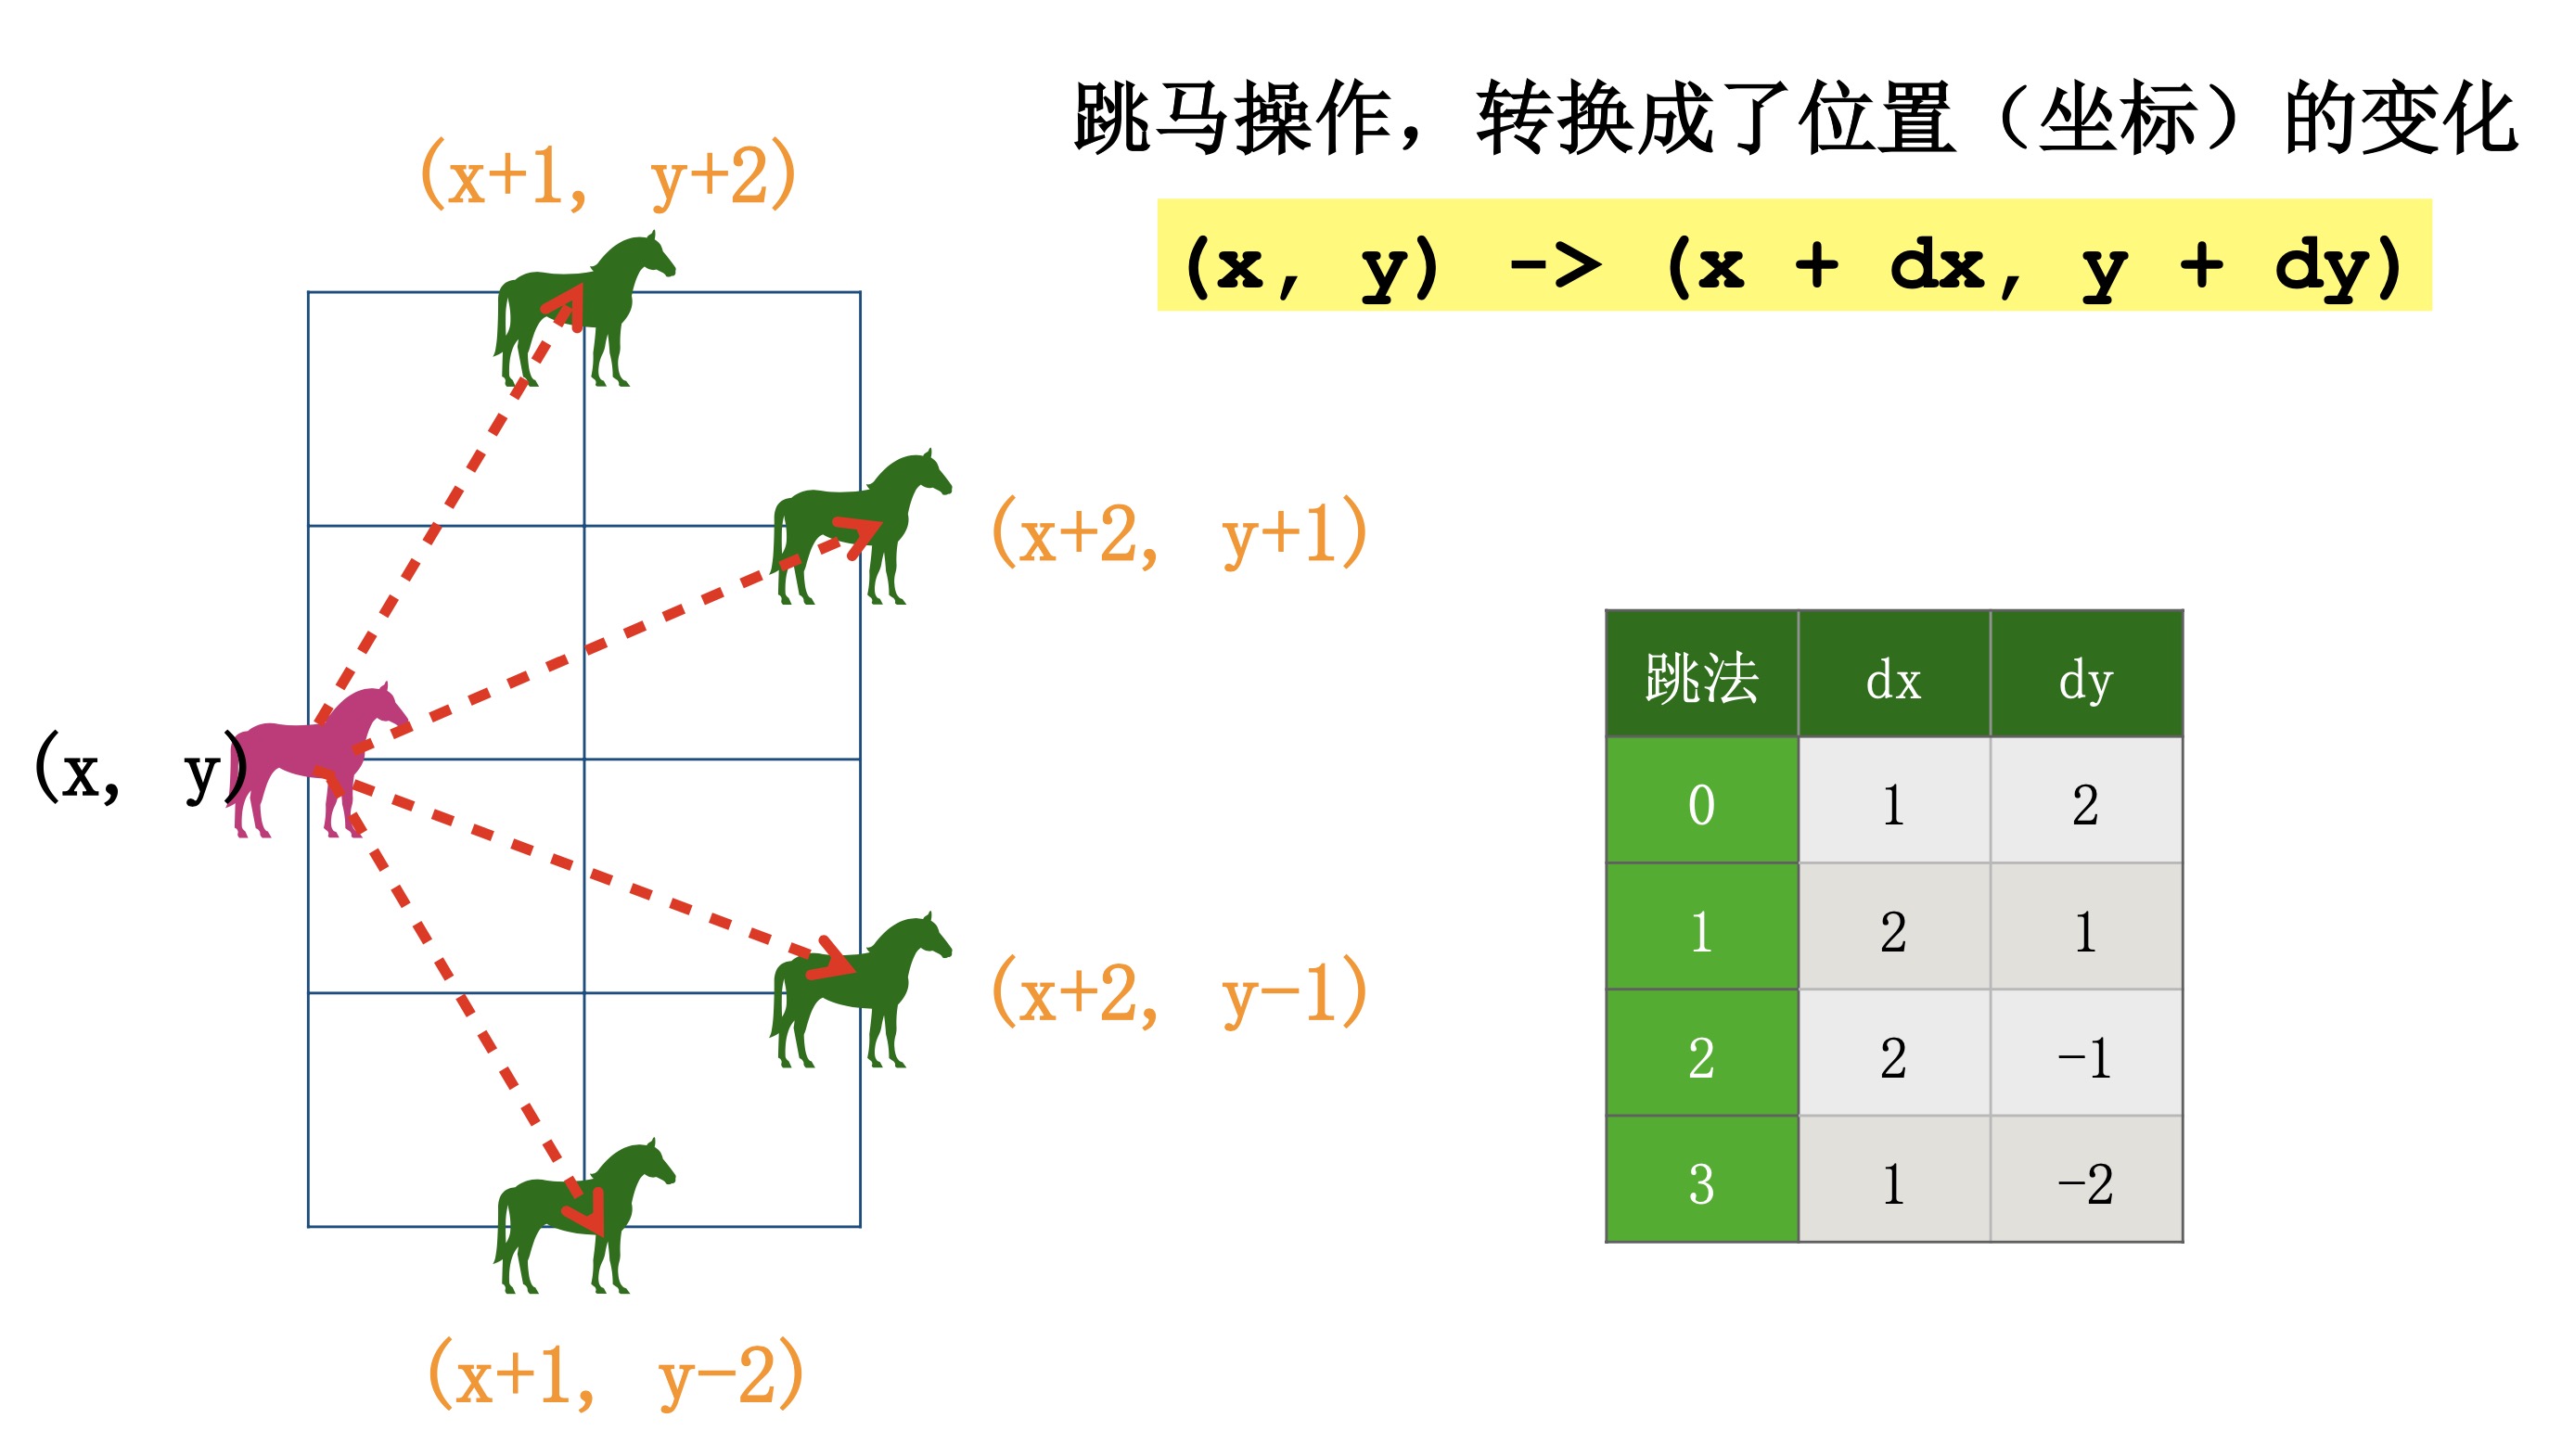 跳马操作，转换成了位置（坐标）的变化
(x, y) -> (x + dx, y + dy)
(x+1, y+2)
(x+2, y+1)
(x, y)
(x+2, y-1)
(x+1, y-2)
跳法 dx dy
0 1 2
1 2 1
2 2 -1
3 1 -2